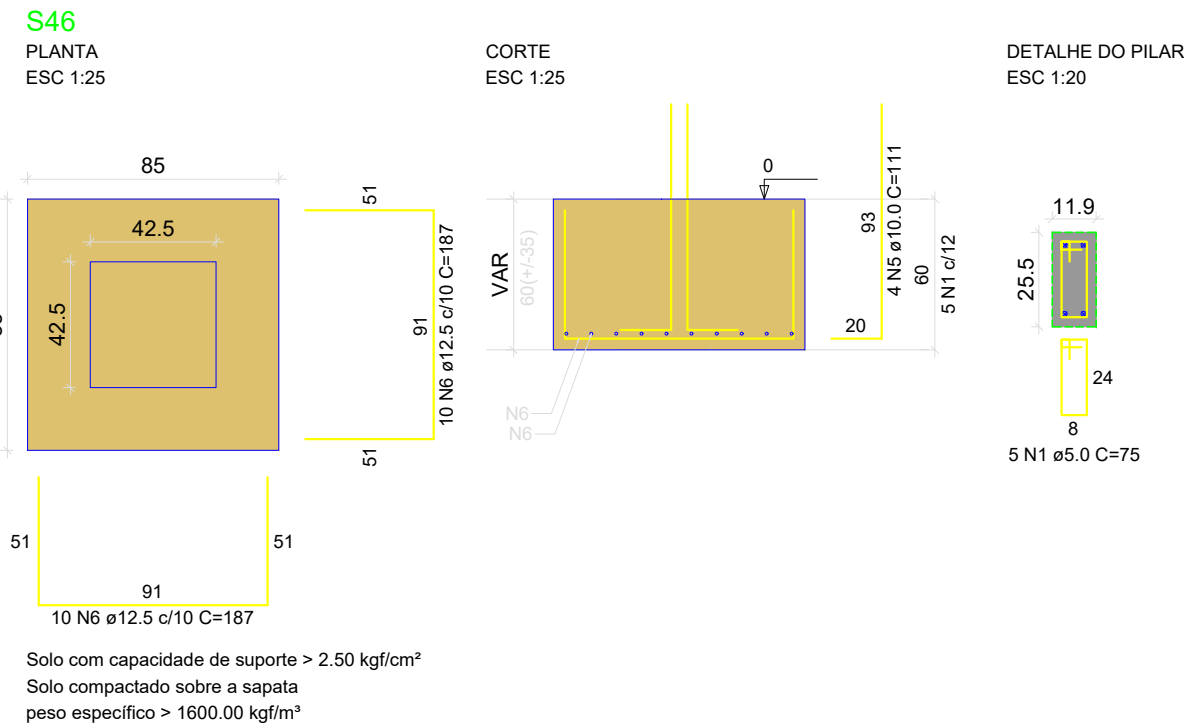 S46
PLANTA
ESC 1:25
CORTE
ESC 1:25
DETALHE DO PILAR
ESC 1:20
85
42.5
42.5
51
91
10 N6 ø12.5 c/10 C=187
51
51
51
91
10 N6 ø12.5 c/10 C=187
0
VAR
60(+/-35)
93
4 N5 ø10.0 C=111
20
60
5 N1 c/12
N6
N6
11.9
25.5
24
8
5 N1 ø5.0 C=75
Solo com capacidade de suporte > 2.50 kgf/cm²
Solo compactado sobre a sapata
peso específico > 1600.00 kgf/m³